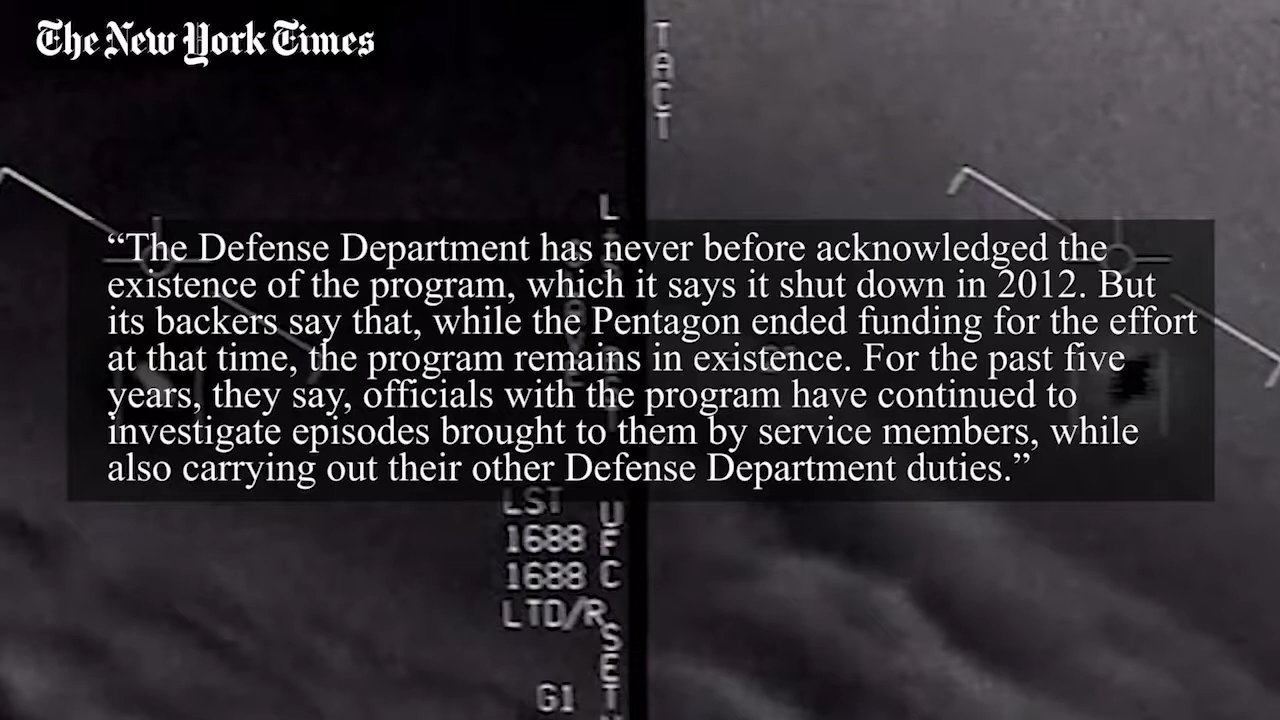 The New York Times
TACT
“The Defense Department has never before acknowledged the
existence of the program, which it says it shut down in 2012. But
its backers say that, while the Pentagon ended funding for the effort
at that time, the program remains in existence. For the past five
years, they say, officials with the program have continued to
investigate episodes brought to them by service members, while
also carrying out their other Defense Department duties.”
LST
1688
1688
LTD/R
UFC
G1